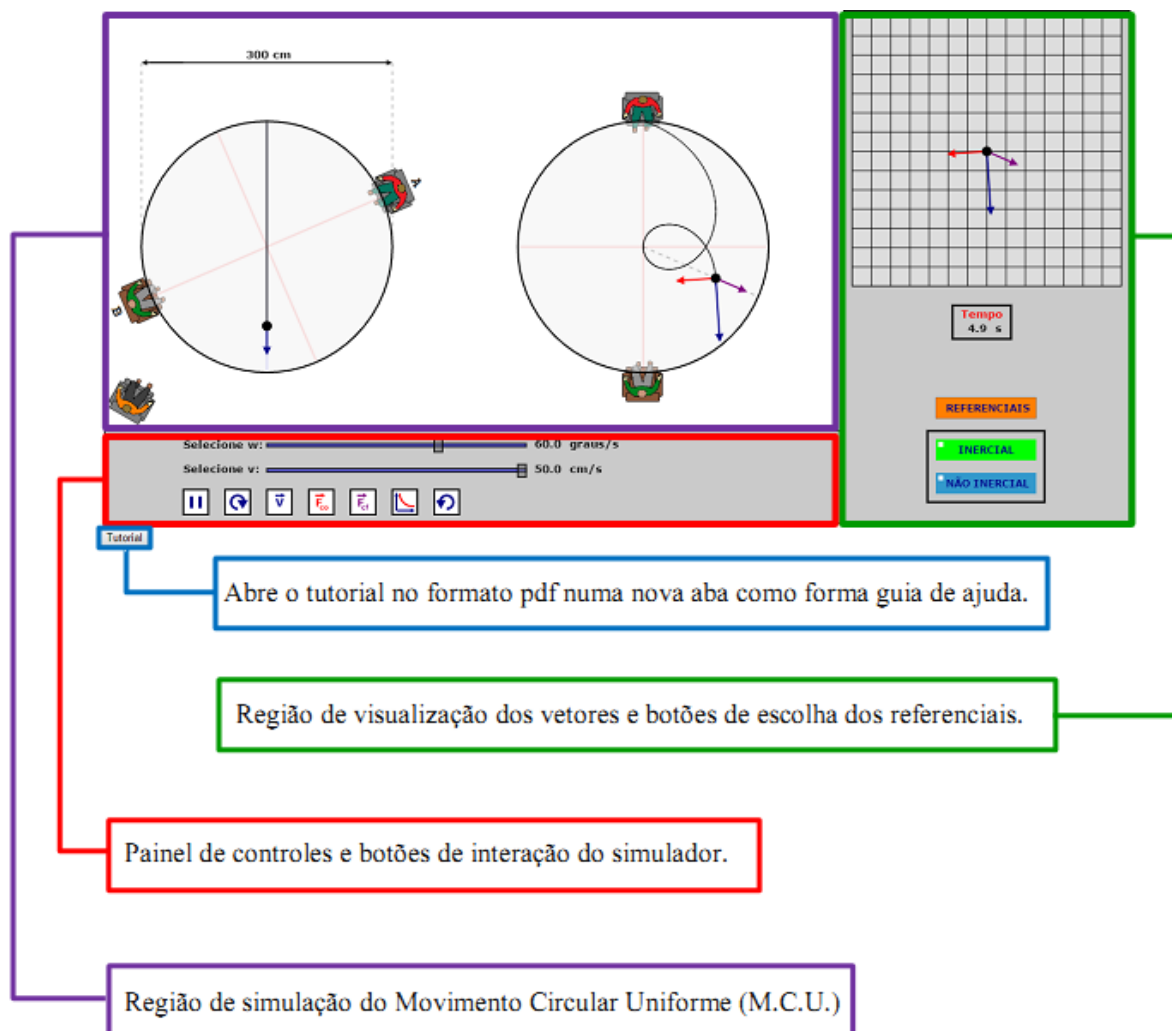 300 cm
A
B
Tempo
4.9 s
REFERENCIAIS
INERCIAL
NÃO INERCIAL
Selecione w: 60.0 graus/s
Selecione v: 50.0 cm/s
V F co F cf
Tutorial
Abre o tutorial no formato pdf numa nova aba como forma guia de ajuda.
Região de visualização dos vetores e botões de escolha dos referenciais.
Painel de controles e botões de interação do simulador.
Região de simulação do Movimento Circular Uniforme (M.C.U.)